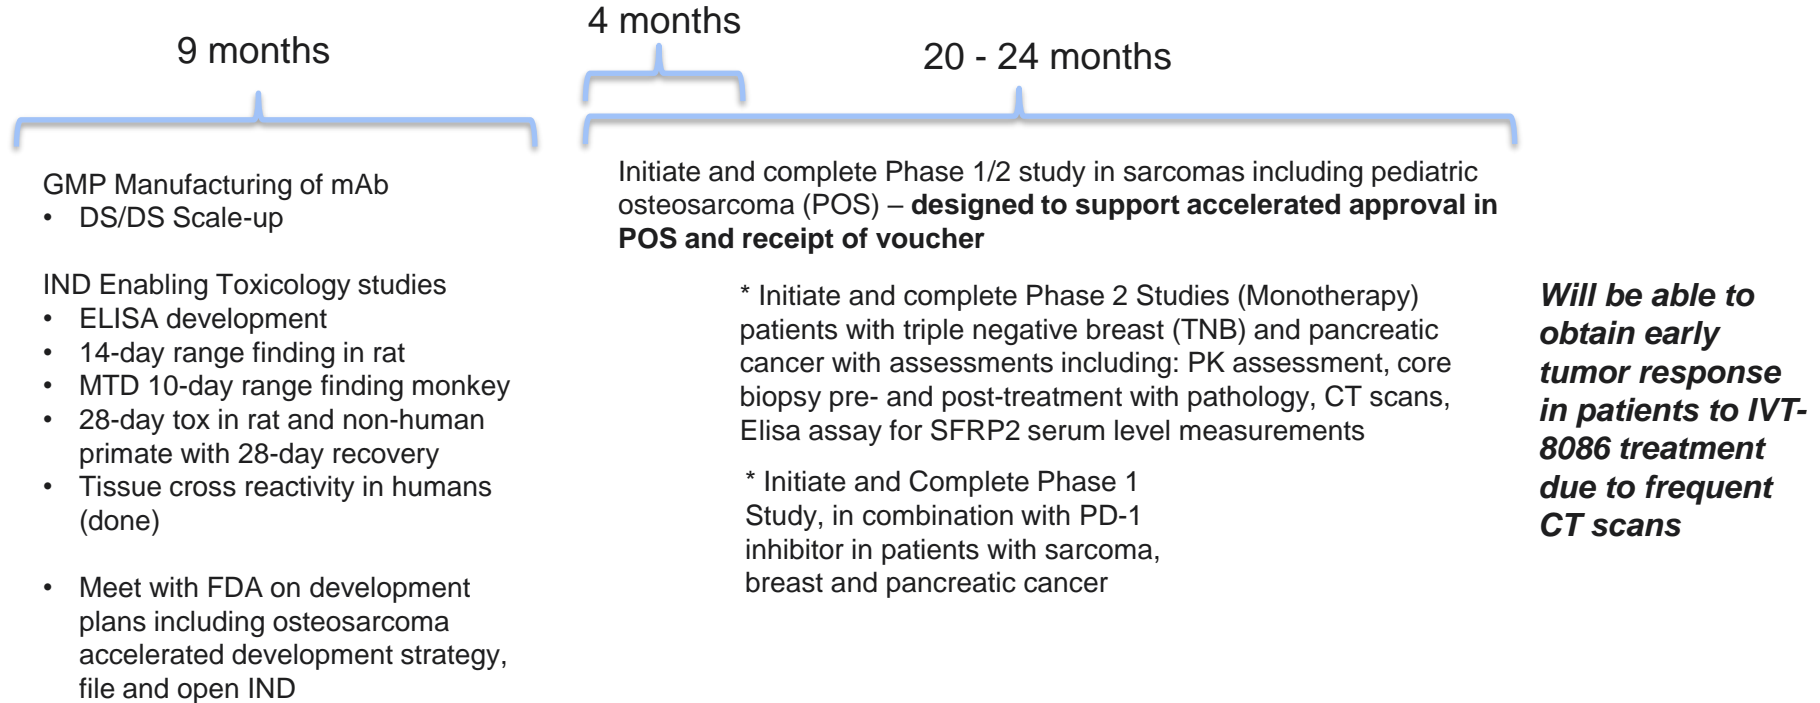 9 months
4 months
20 - 24 months
GMP Manufacturing of mAb
• DS/DS Scale-up
IND Enabling Toxicology studies
• ELISA development
• 14-day range finding in rat
• MTD 10-day range finding monkey
• 28-day tox in rat and non-human
primate with 28-day recovery
• Tissue cross reactivity in humans
(done)
• Meet with FDA on development
plans including osteosarcoma
accelerated development strategy,
file and open IND
Initiate and complete Phase 1/2 study in sarcomas including pediatric
osteosarcoma (POS) – designed to support accelerated approval in
POS and receipt of voucher
* Initiate and complete Phase 2 Studies (Monotherapy)
patients with triple negative breast (TNB) and pancreatic
cancer with assessments including: PK assessment, core
biopsy pre- and post-treatment with pathology, CT scans,
Elisa assay for SFRP2 serum level measurements
* Initiate and Complete Phase 1
Study, in combination with PD-1
inhibitor in patients with sarcoma,
breast and pancreatic cancer
Will be able to
obtain early
tumor response
in patients to IVT-
8086 treatment
due to frequent
CT scans